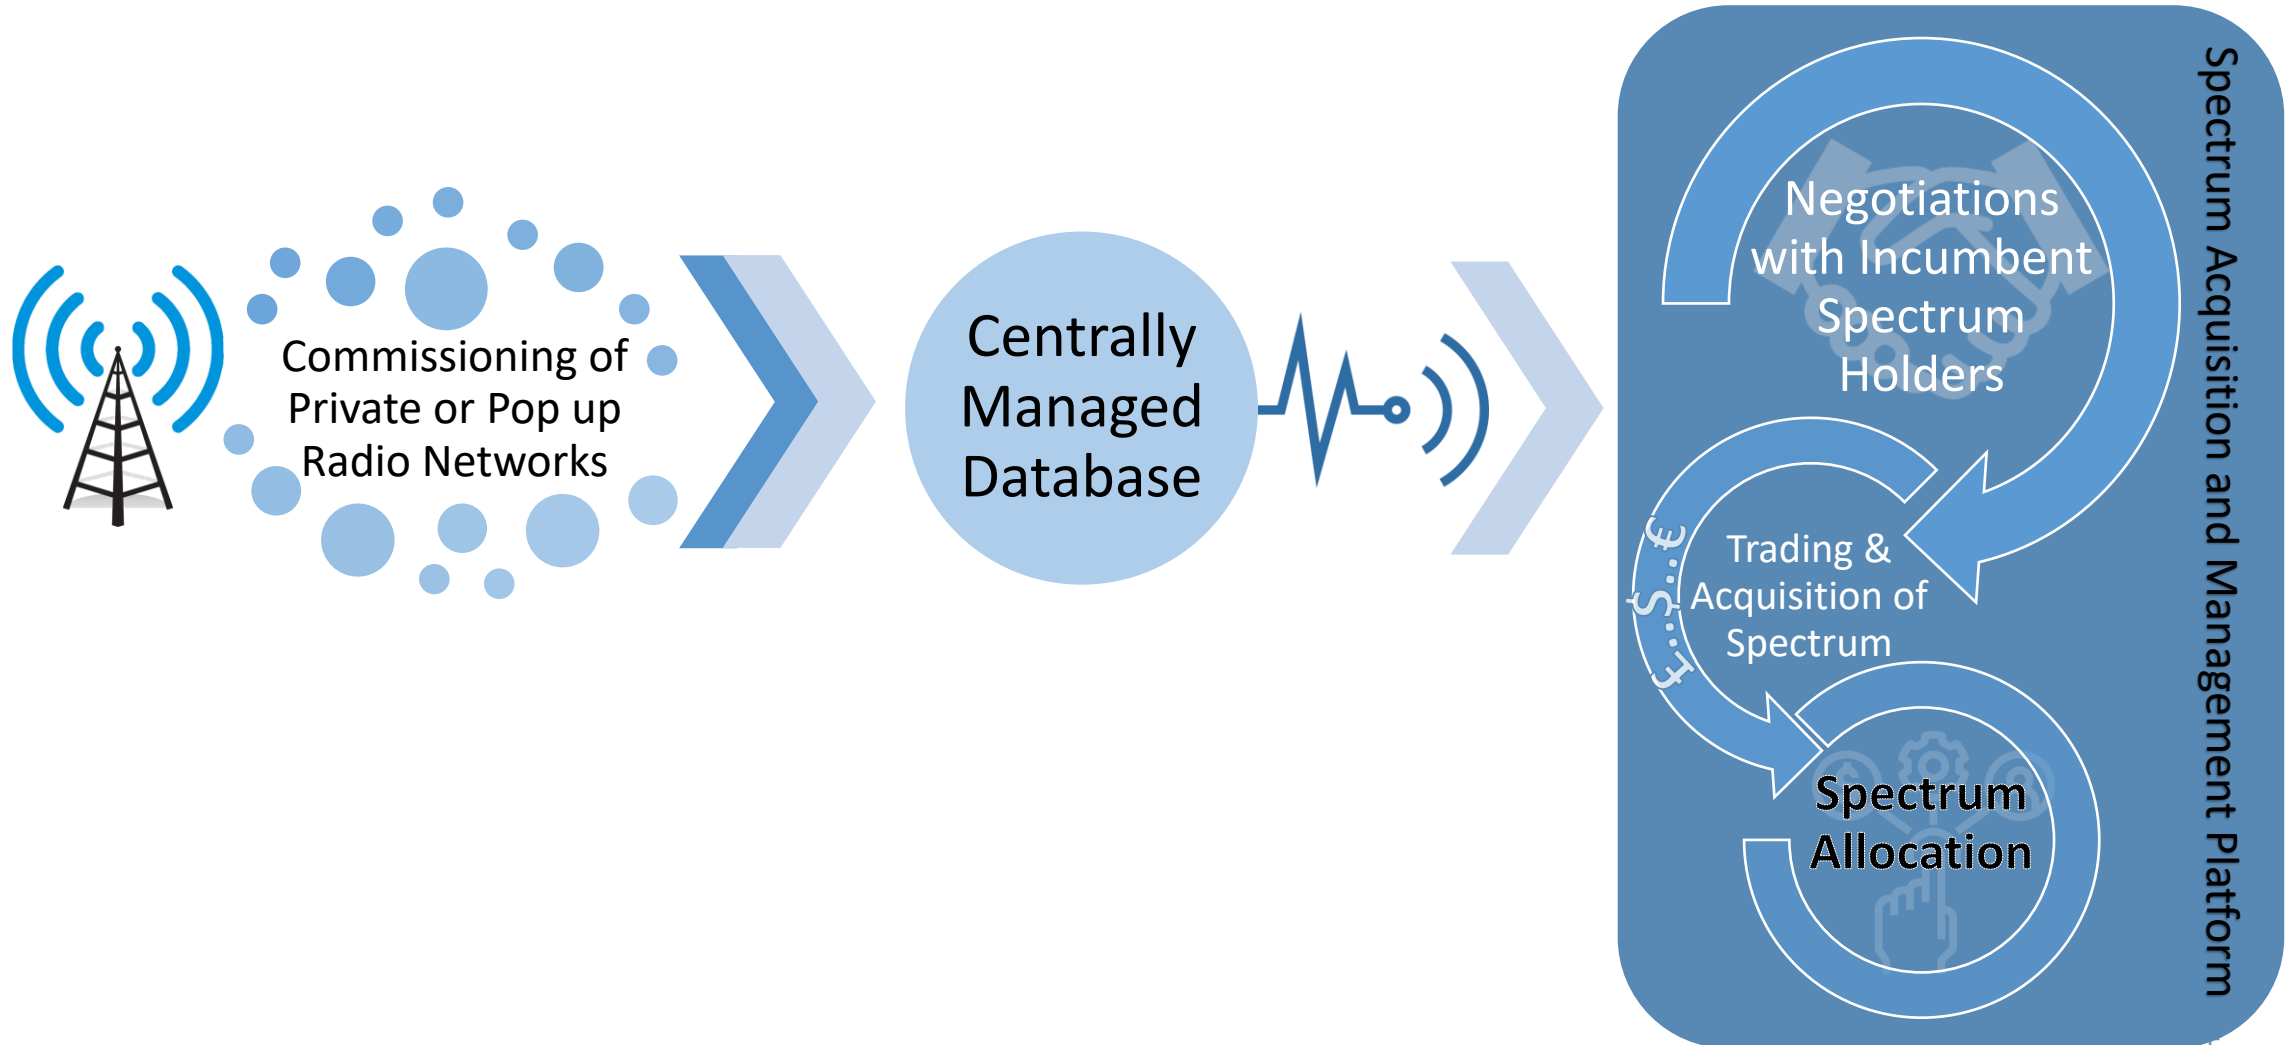 Commissioning of
Private or Pop up
Radio Networks
Centrally
Managed
Database
Negotiations
with Incumbent
Spectrum
Holders
£...$...€
Trading &
Acquisition of
Spectrum
Spectrum
Allocation
Spectrum Acquisition and Management Platform